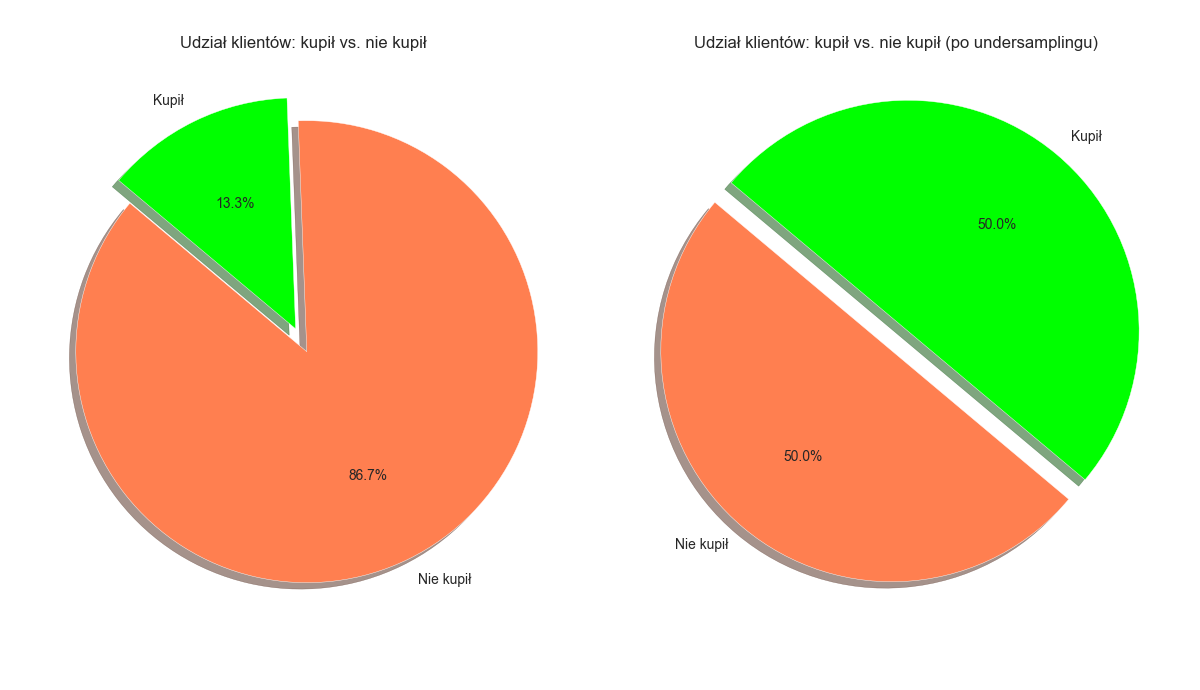 Udział klientów: kupił vs. nie kupił
Kupił
13.3%
86.7%
Nie kupił
Udział klientów: kupił vs. nie kupił (po undersamplingu)
Kupił
50.0%
50.0%
Nie kupił